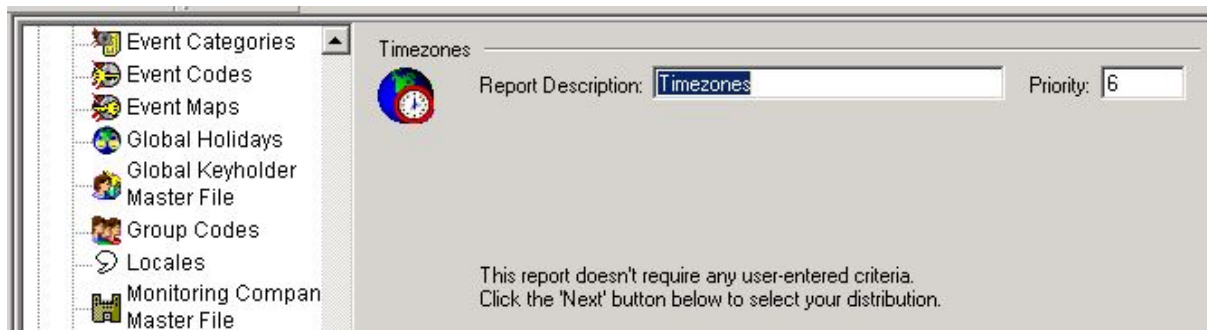 Event Categories
Event Codes
Event Maps
Global Holidays
Global Keyholder
Master File
Group Codes
Locales
Monitoring Compan
Master File
Timezones
Report Description: Timezones Priority: 6
This report doesn't require any user-entered criteria.
Click the 'Next' button below to select your distribution.